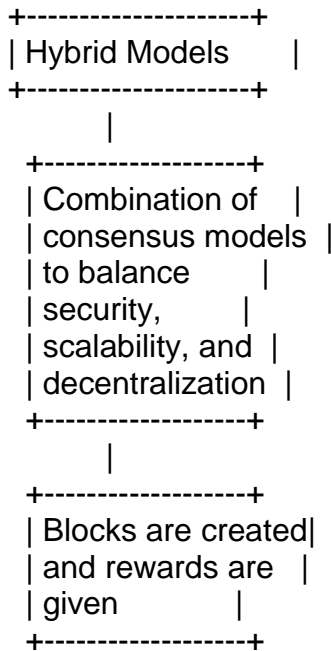 +---------------------+
| Hybrid Models |
+---------------------+
|
+-------------------+
| Combination of |
| consensus models |
| to balance |
| security, |
| scalability, and |
| decentralization |
+-------------------+
|
+-------------------+
| Blocks are created|
| and rewards are |
| given |
+-------------------+